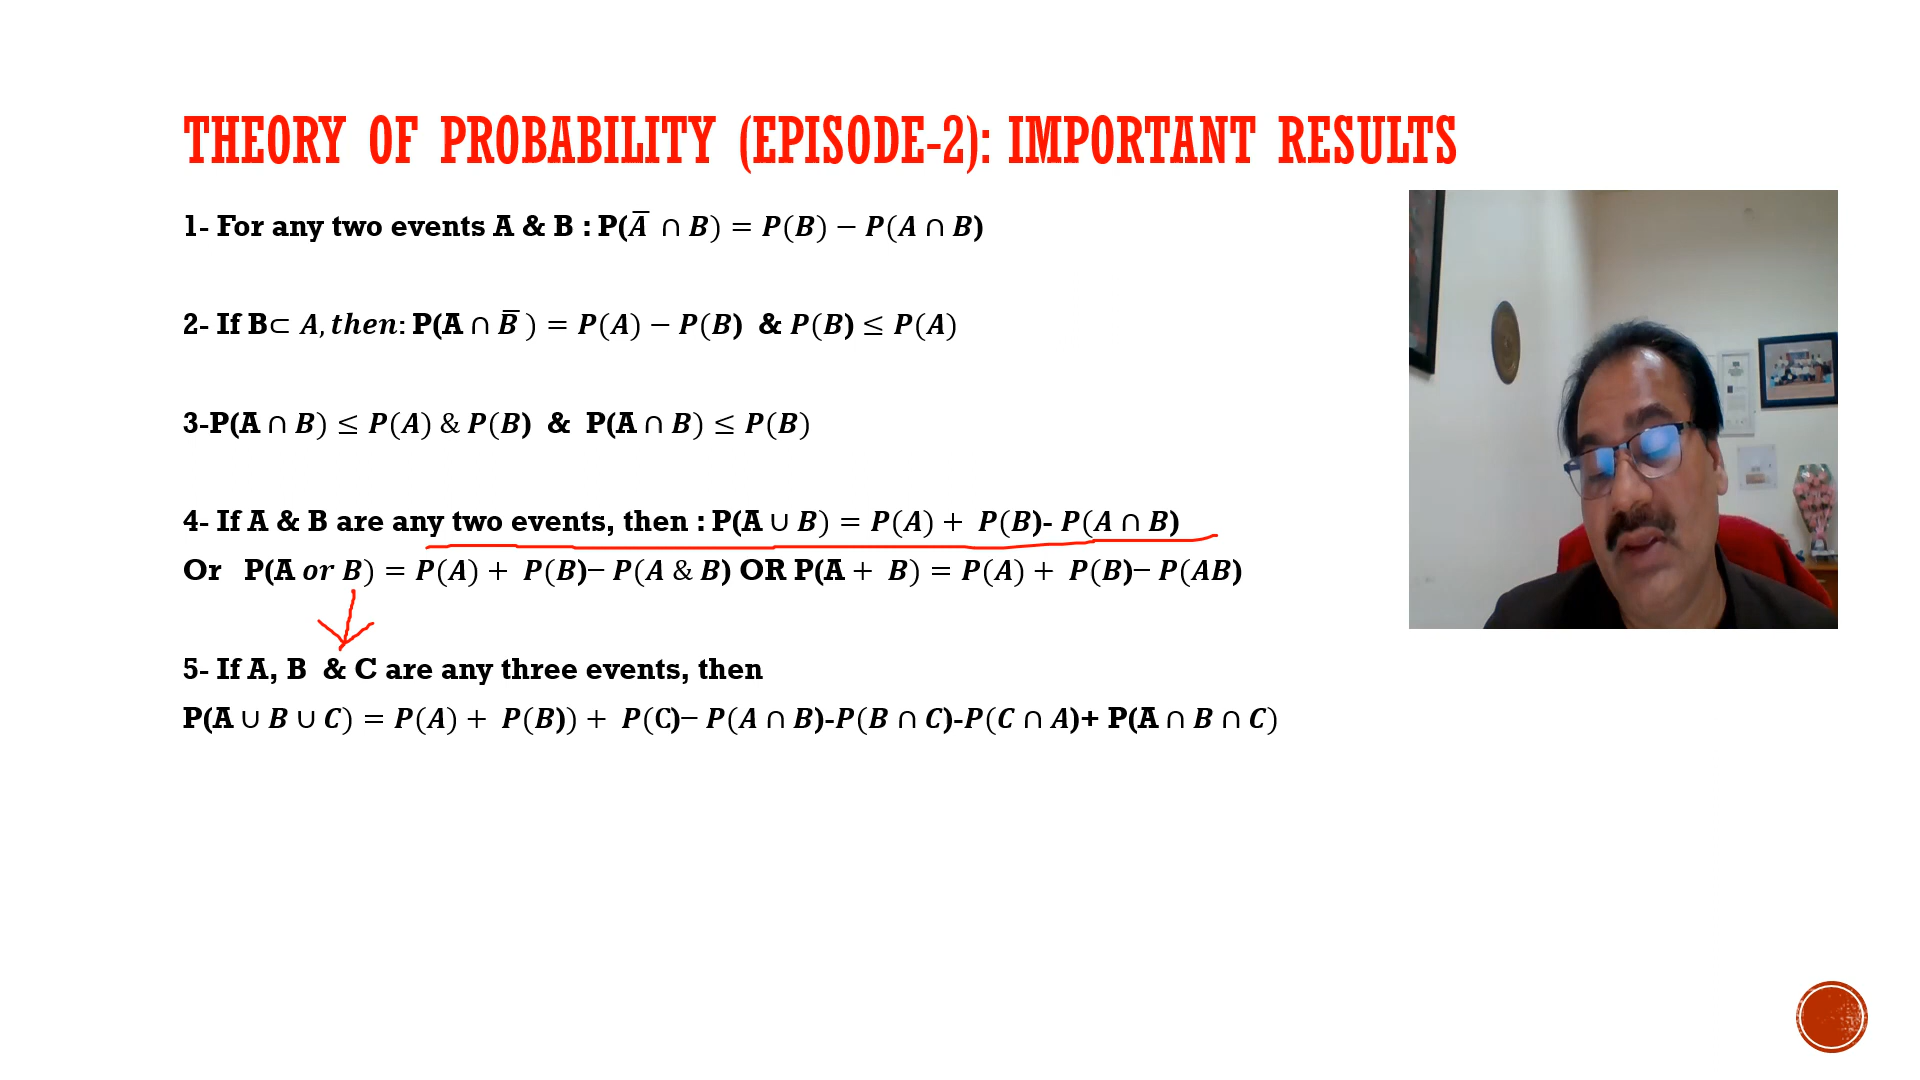 THEORY OF PROBABILITY (EPISODE-2): IMPORTANT RESULTS
1- For any two events A & B : P(A̅ ∩ B) = P(B) − P(A ∩ B)
2- If B⊂ A, then: P(A ∩ B̅ ) = P(A) − P(B) & P(B) ≤ P(A)
3-P(A ∩ B) ≤ P(A) & P(B) & P(A ∩ B) ≤ P(B)
4- If A & B are any two events, then : P(A ∪ B) = P(A) + P(B)- P(A ∩ B)
Or P(A or B) = P(A) + P(B)− P(A & B) OR P(A + B) = P(A) + P(B)− P(AB)
5- If A, B & C are any three events, then
P(A ∪ B ∪ C) = P(A) + P(B)) + P(C)− P(A ∩ B)-P(B ∩ C)-P(C ∩ A)+ P(A ∩ B ∩ C)